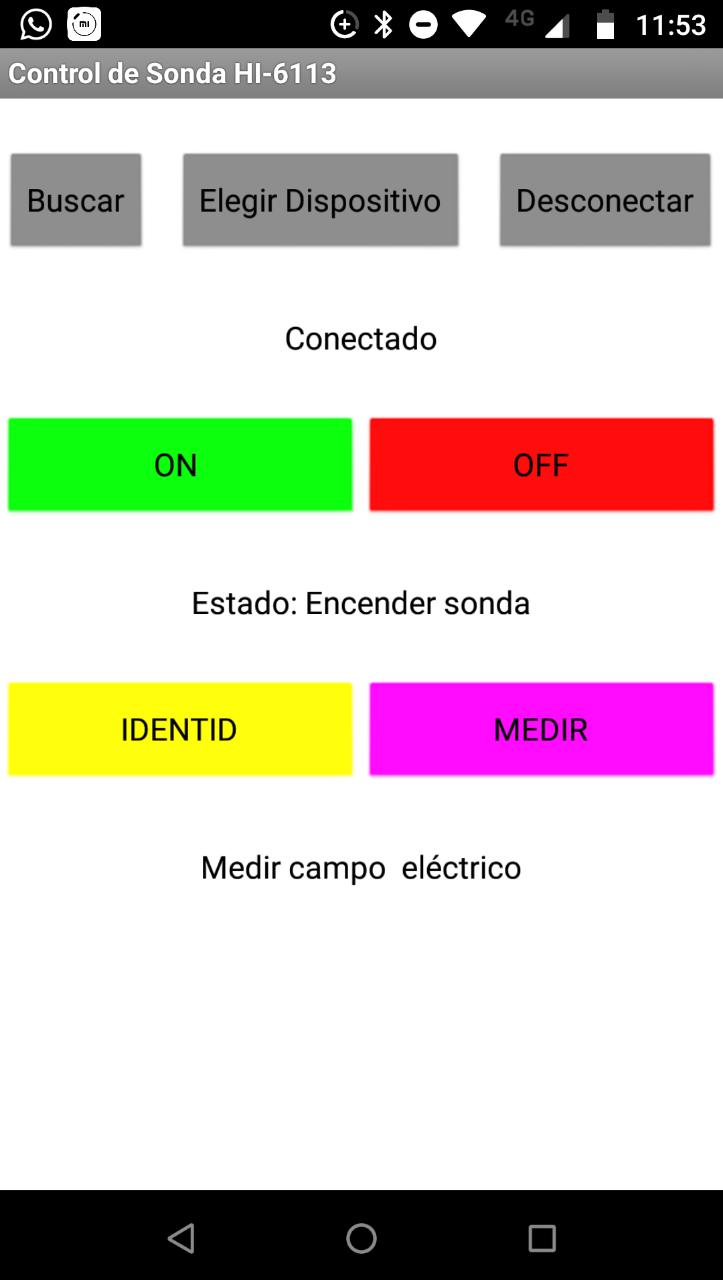 4G 11:53
Control de Sonda HI-6113
Buscar Elegir Dispositivo Desconectar
Conectado
ON OFF
Estado: Encender sonda
IDENTID MEDIR
Medir campo  eléctrico